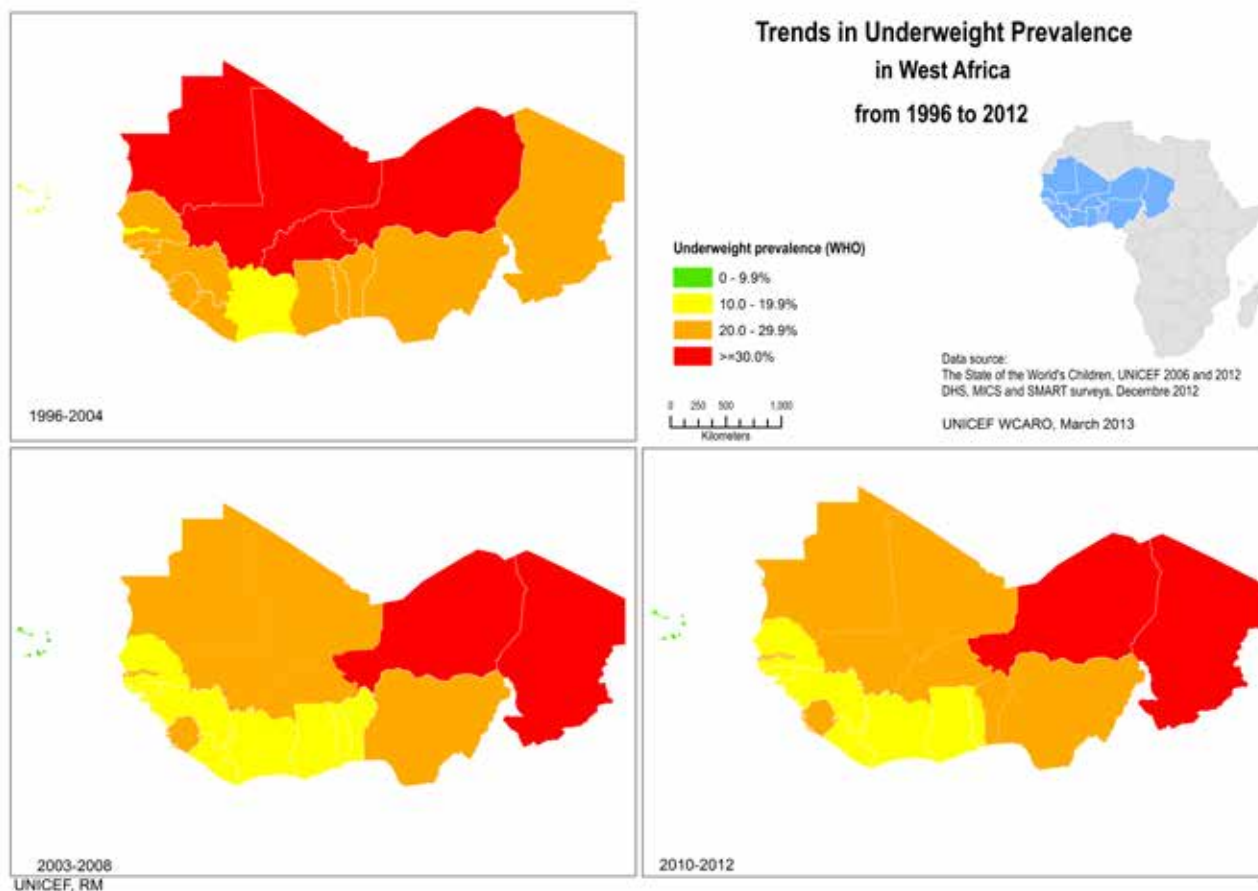 Trends in Underweight Prevalence
in West Africa
from 1996 to 2012
Underweight prevalence (WHO)
0 - 9.9%
10.0 - 19.9%
20.0 - 29.9%
>=30.0%
0 250 500 1,000
Kilometers
Data source:
The State of the World's Children, UNICEF 2006 and 2012
DHS, MICS and SMART surveys, Decembre 2012
UNICEF WCARO, March 2013
1996-2004
2003-2008
2010-2012
UNICEF, RM